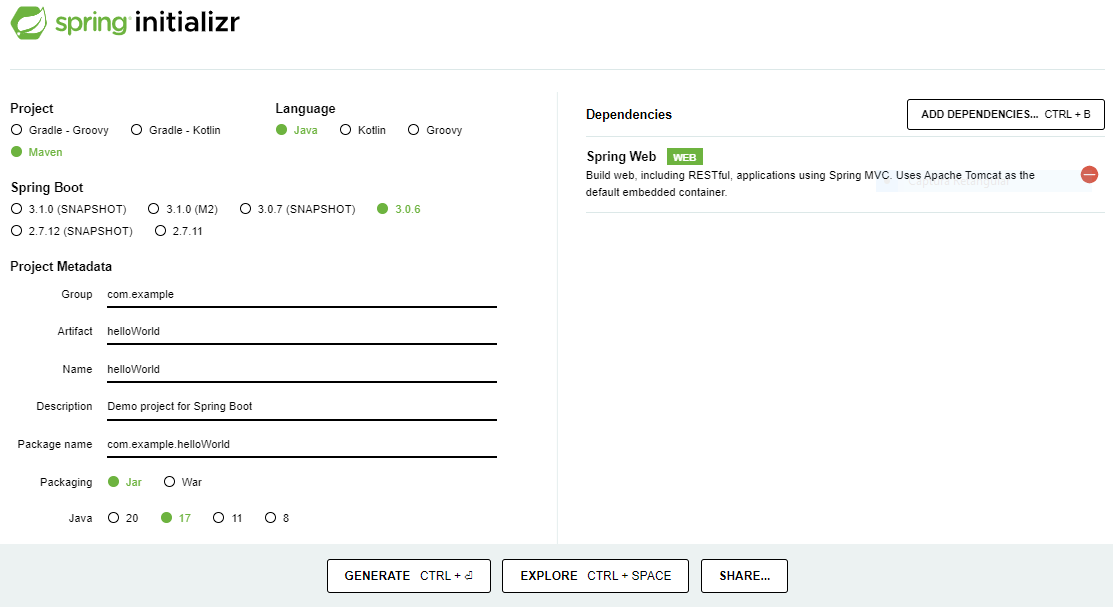 spring initializr
Project
Gradle - Groovy Gradle - Kotlin
Maven
Language
Java Kotlin Groovy
Spring Boot
3.1.0 (SNAPSHOT) 3.1.0 (M2) 3.0.7 (SNAPSHOT) 3.0.6
2.7.12 (SNAPSHOT) 2.7.11
Project Metadata
Group com.example
Artifact helloWorld
Name helloWorld
Description Demo project for Spring Boot
Package name com.example.helloWorld
Packaging Jar War
Java 20 17 11 8
Dependencies ADD DEPENDENCIES... CTRL + B
Spring Web WEB
Build web, including RESTful, applications using Spring MVC. Uses Apache Tomcat as the
default embedded container.
GENERATE CTRL + ⏎ EXPLORE CTRL + SPACE SHARE...